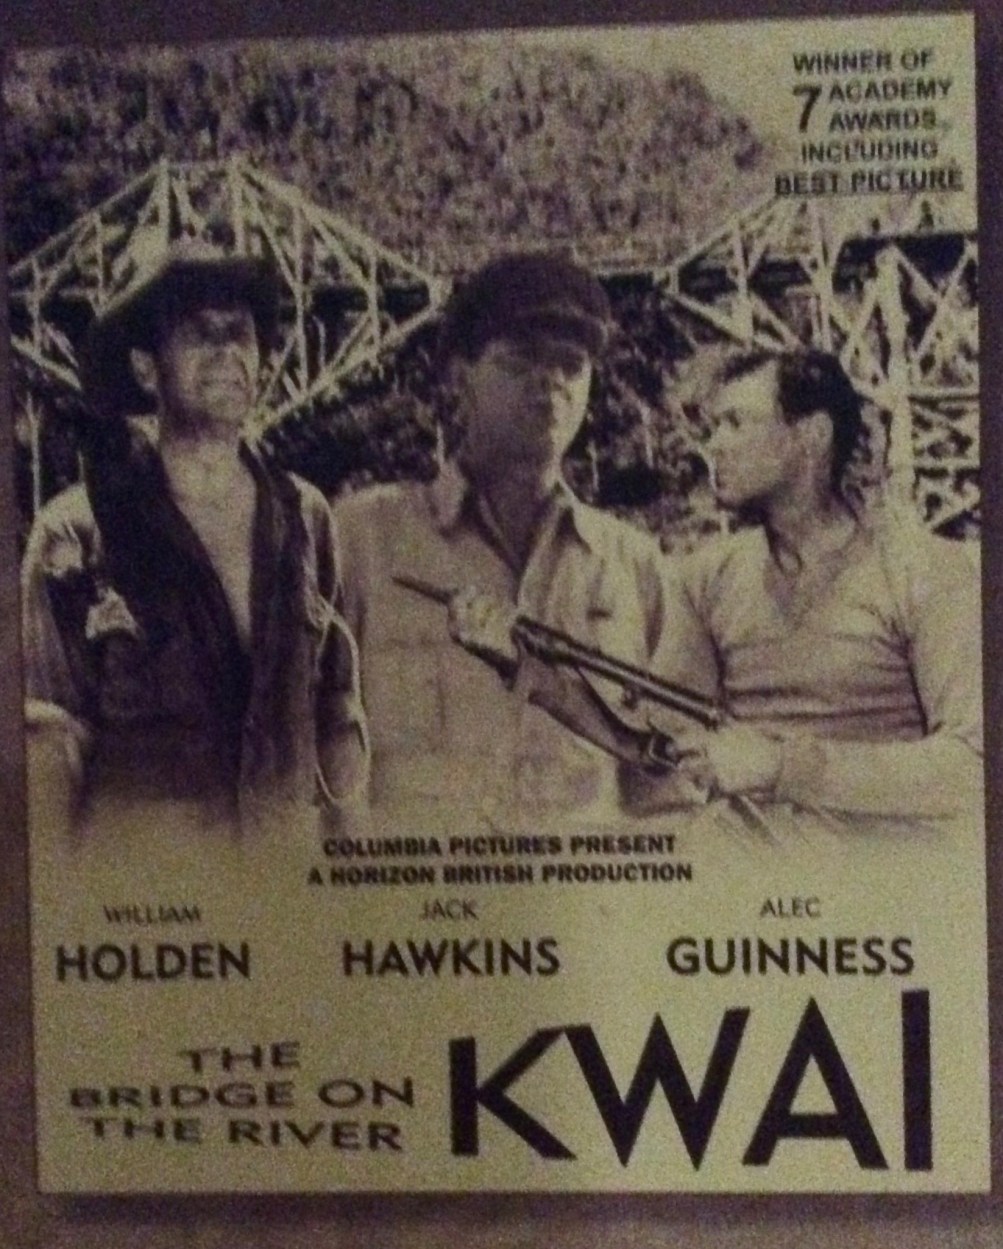 WINNER OF
7 ACADEMY
AWARDS
INCLUDING
BEST PICTURE
COLUMBIA PICTURES PRESENT
A HORIZON BRITISH PRODUCTION
WILLIAM
HOLDEN
JACK
HAWKINS
ALEC
GUINNESS
THE
BRIDGE ON
THE RIVER
KWAI